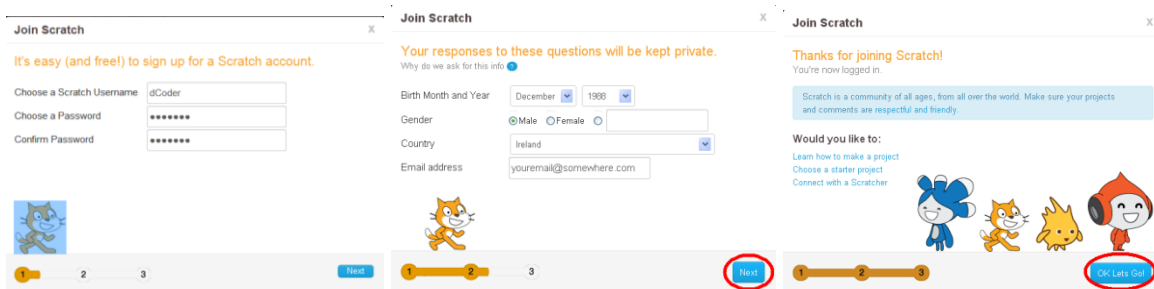 Join Scratch X
It's easy (and free!) to sign up for a Scratch account.
Choose a Scratch Username dCoder
Choose a Password •••••••
Confirm Password •••••••
1 2 3 Next
Join Scratch X
Your responses to these questions will be kept private.
Why do we ask for this info ?
Birth Month and Year December 1988
Gender Male Female
Country Ireland
Email address youremail@somewhere.com
1 2 3 Next
Join Scratch X
Thanks for joining Scratch!
You're now logged in.
Scratch is a community of all ages, from all over the world. Make sure your projects
and comments are respectful and friendly.
Would you like to:
Learn how to make a project
Choose a starter project
Connect with a Scratcher
1 2 3 OK Lets Go!